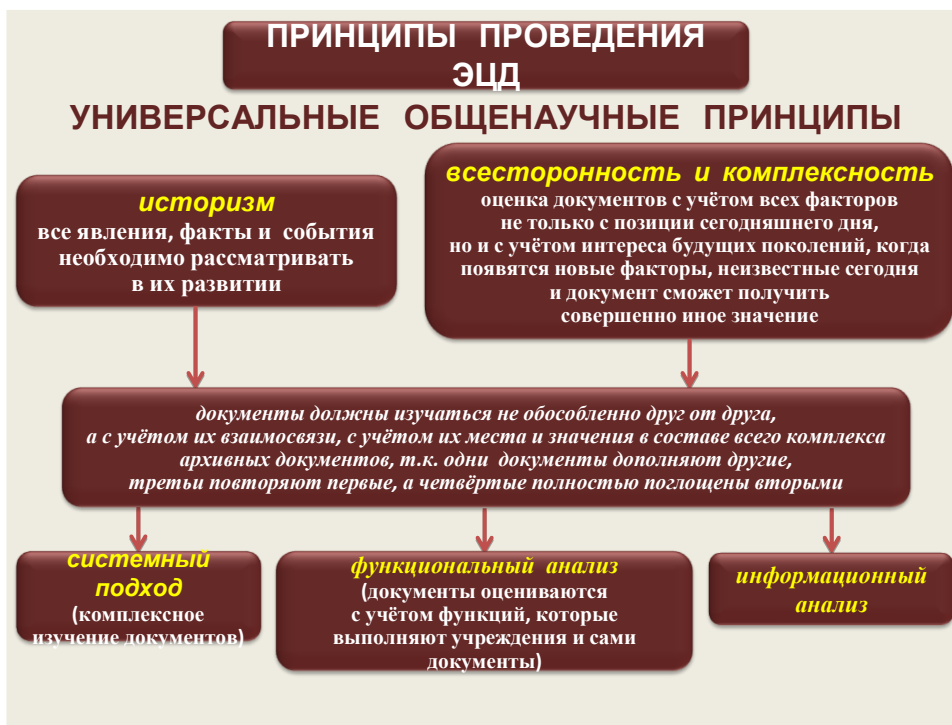 ПРИНЦИПЫ ПРОВЕДЕНИЯ
ЭЦД
УНИВЕРСАЛЬНЫЕ ОБЩЕНАУЧНЫЕ ПРИНЦИПЫ
историзм
все явления, факты и события
необходимо рассматривать
в их развитии
всесторонность и комплексность
оценка документов с учётом всех факторов
не только с позиции сегодняшнего дня,
но и с учётом интереса будущих поколений, когда
появятся новые факторы, неизвестные сегодня
и документ сможет получить
совершенно иное значение
документы должны изучаться не обособленно друг от друга,
а с учётом их взаимосвязи, с учётом их места и значения в составе всего комплекса
архивных документов, т.к. одни документы дополняют другие,
третьи повторяют первые, а четвёртые полностью поглощены вторыми
системный
подход
(комплексное
изучение документов)
функциональный анализ
(документы оцениваются
с учётом функций, которые
выполняют учреждения и сами
документы)
информационный
анализ